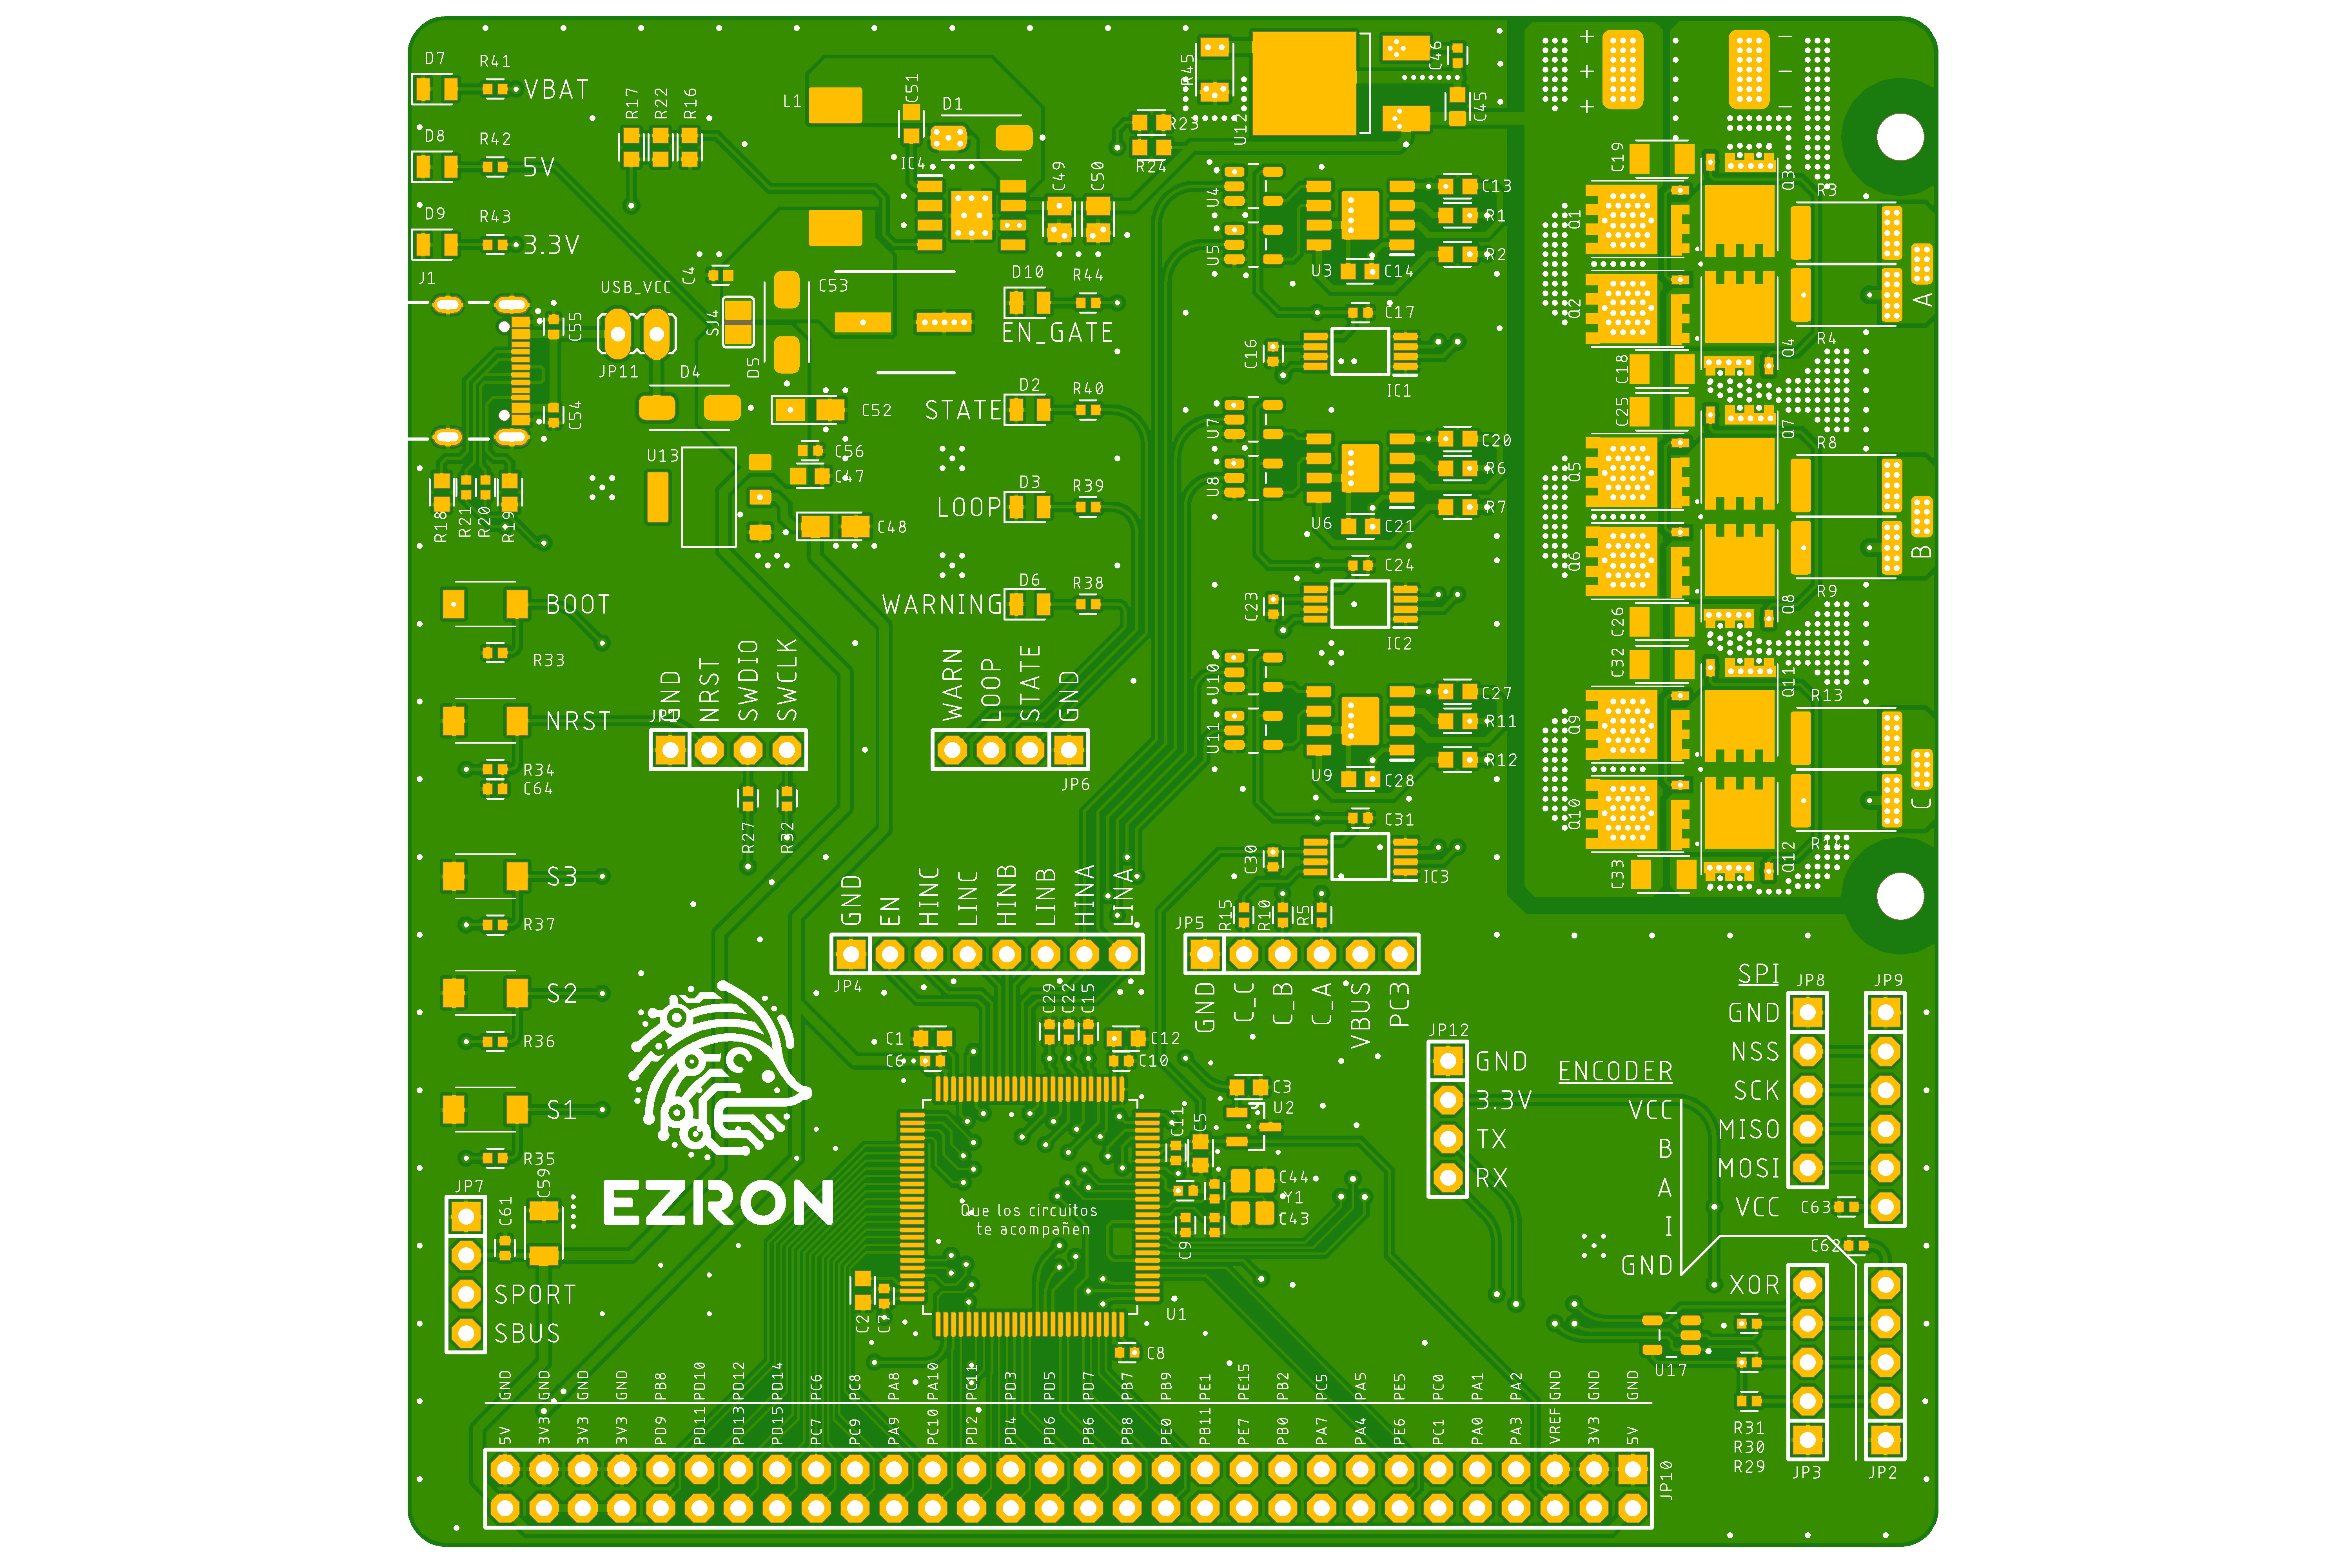 D7
R41
VBAT
D8
R42
5V
D9
R43
3.3V
J1
R17
R22
R16
L1
C51
D1
IC4
C49
C50
R23
R24
R45
U12
C46
C45
+
+
+
-
-
-
C4
USB_VCC
JP11
SJ4
D5
C53
D4
C52
C55
C54
D10
R44
EN_GATE
D2
R40
STATE
D3
R39
LOOP
D6
R38
WARNING
U13
C56
C47
C48
R18
R21
R20
R19
U4
U5
U3
C13
R1
R2
C14
C17
C16
IC1
U7
U8
U6
C20
R6
R7
C21
C24
C23
IC2
U10
U11
U9
C27
R11
R12
C28
C31
C30
IC3
C19
Q1
Q3
R3
Q2
Q4
R4
A
C18
C25
Q5
Q7
R8
Q6
Q8
R9
B
C26
C32
Q9
Q11
R13
Q10
Q12
R14
C
C33
BOOT
R33
NRST
R34
C64
S3
R37
S2
R36
S1
R35
GND
NRST
SWDIO
SWCLK
JP1
R27
R32
WARN
LOOP
STATE
GND
JP6
GND
EN
HINC
LINC
HINB
LINB
HINA
LINA
JP4
R15
R10
R5
JP5
GND
C_C
C_B
C_A
VBUS
PC3
C29
C22
C15
C1
C6
C12
C10
C3
U2
C11
C5
C44
Y1
C43
C9
C2
C7
C8
U1
Que los circuitos
te acompañen
EZRON
JP7
C61
C59
SPORT
SBUS
JP12
GND
3.3V
TX
RX
ENCODER
VCC
B
A
I
GND
SPI
JP8
JP9
GND
NSS
SCK
MISO
MOSI
VCC
C63
C62
XOR
U17
R31
R30
R29
JP3
JP2
GND GND GND GND PB8 PD10 PD12 PD14 PC6 PC8 PA8 PA10 PC11 PD3 PD5 PD7 PB7 PB9 PE1 PE15 PB2 PC5 PA5 PE5 PC0 PA1 PA2 GND GND GND
5V 3V3 3V3 3V3 PD9 PD11 PD13 PD15 PC7 PC9 PA9 PC10 PD2 PD4 PD6 PB6 PB8 PE0 PB11 PE7 PB0 PA7 PA4 PE6 PC1 PA0 PA3 VREF 3V3 5V
JP10